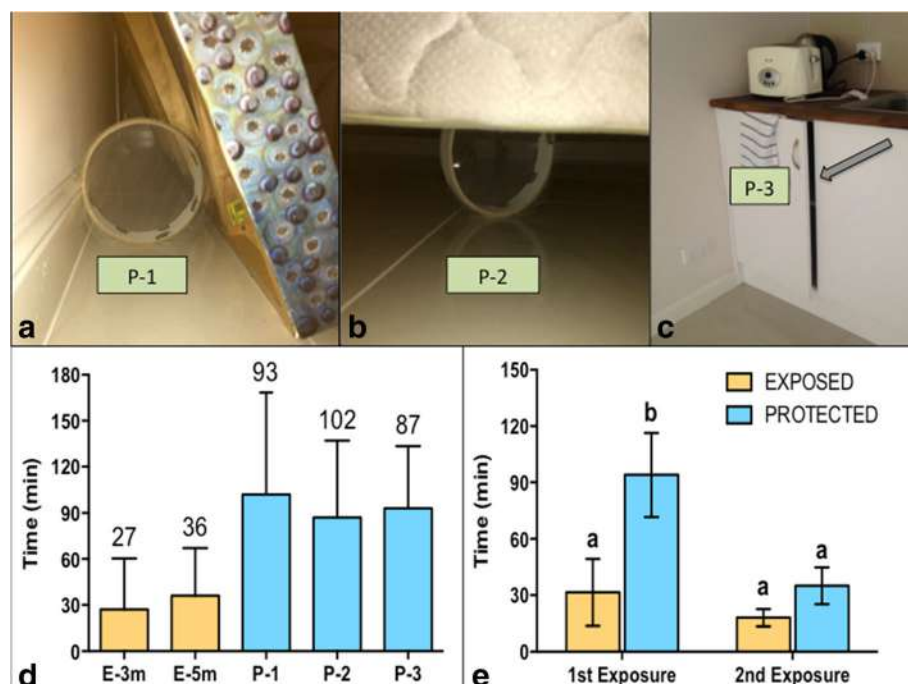 P-1
a
P-2
b
P-3
c
180
150
120
90
60
30
0
Time (min)
27
36
93
102
87
E-3m
E-5m
P-1
P-2
P-3
d
150
120
90
60
30
0
Time (min)
EXPOSED
PROTECTED
a
b
a
a
1st Exposure
2nd Exposure
e